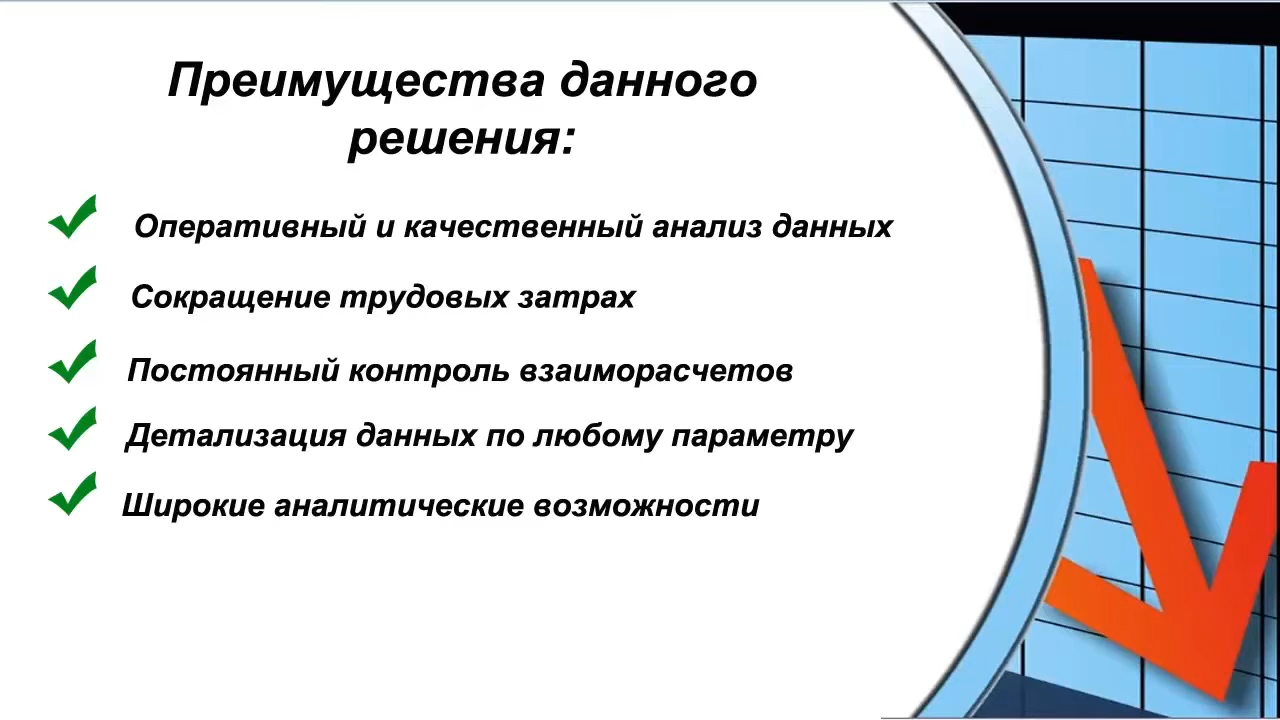 Преимущества данного
решения:
Оперативный и качественный анализ данных
Сокращение трудовых затрах
Постоянный контроль взаиморасчетов
Детализация данных по любому параметру
Широкие аналитические возможности